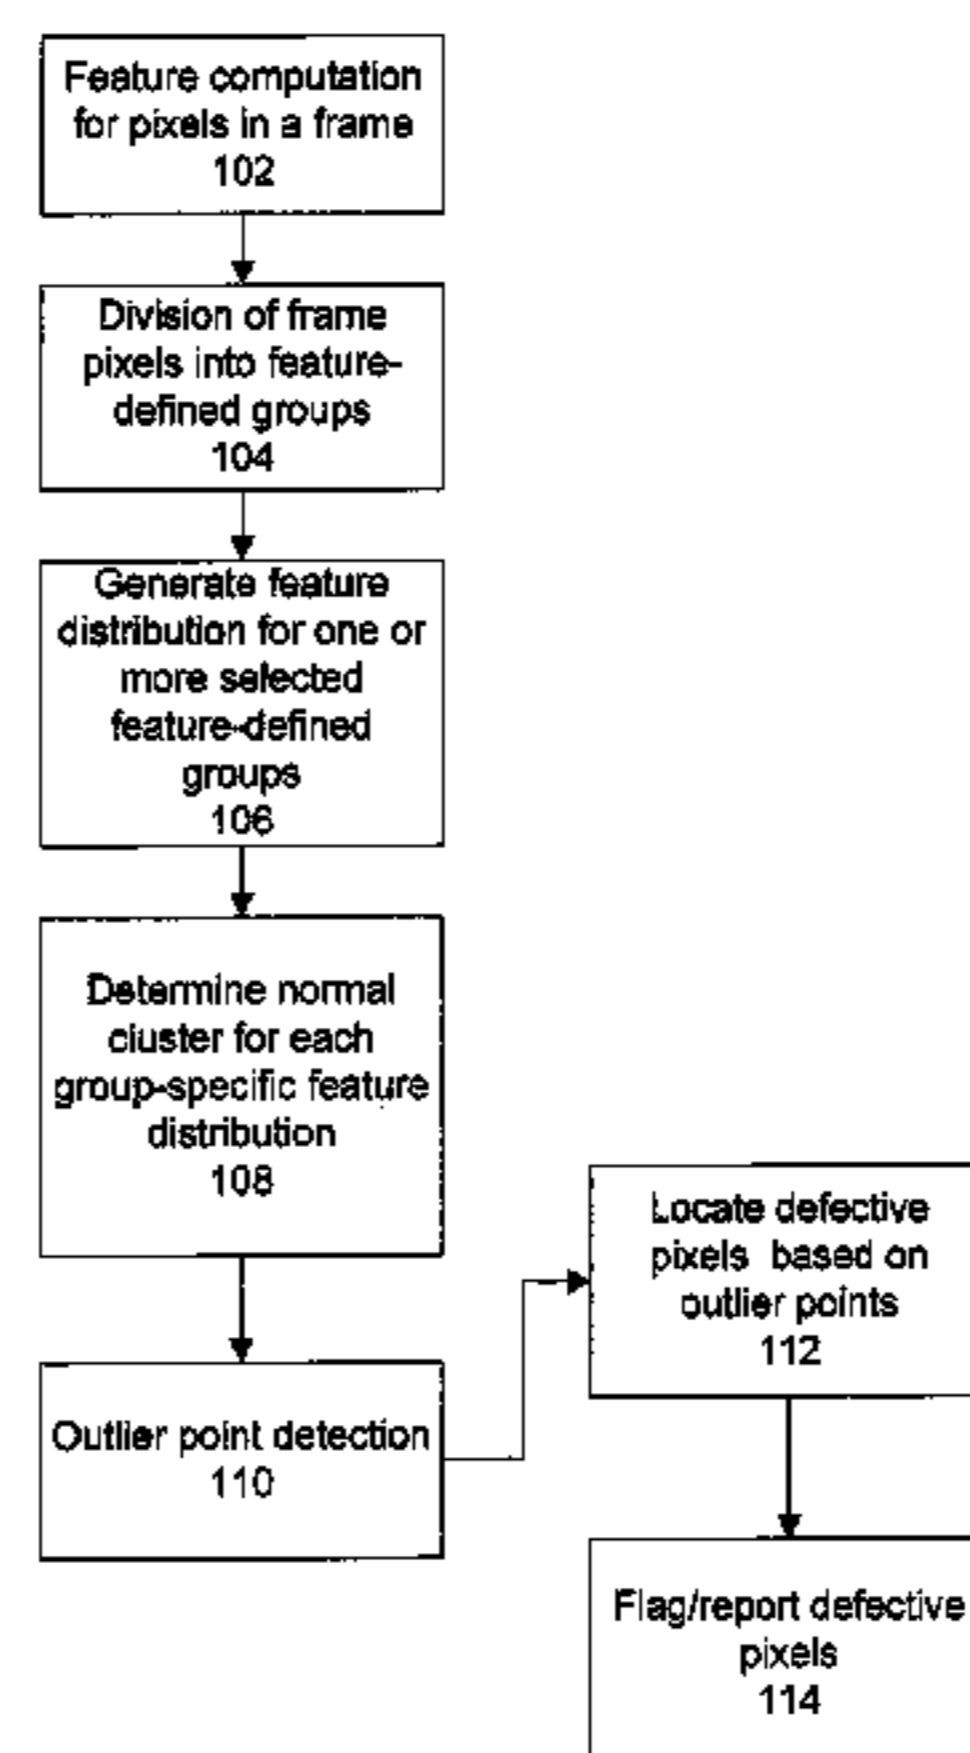 Feature computation
for pixels in a frame
102
Division of frame
pixels into feature-
defined groups
104
Generate feature
distribution for one or
more selected
feature-defined
groups
106
Determine normal
cluster for each
group-specific feature
distribution
108
Outlier point detection
110
Locate defective
pixels based on
outlier points
112
Flag/report defective
pixels
114